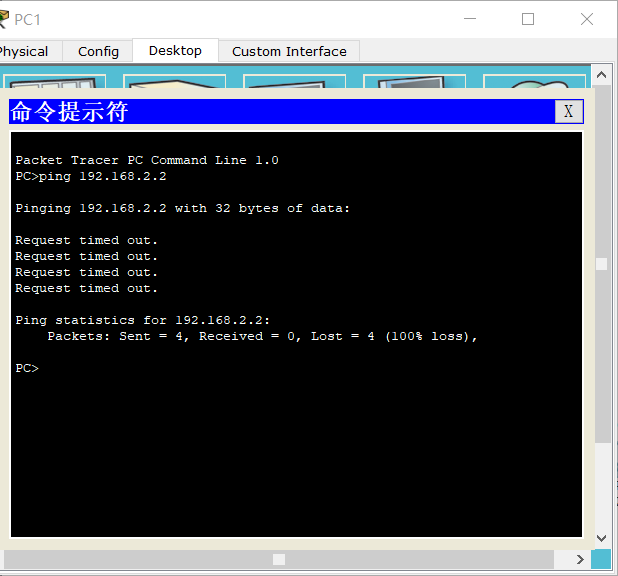 PC1
Physical Config Desktop Custom Interface
命令提示符 X
Packet Tracer PC Command Line 1.0
PC>ping 192.168.2.2
Pinging 192.168.2.2 with 32 bytes of data:
Request timed out.
Request timed out.
Request timed out.
Request timed out.
Ping statistics for 192.168.2.2:
Packets: Sent = 4, Received = 0, Lost = 4 (100% loss),
PC>